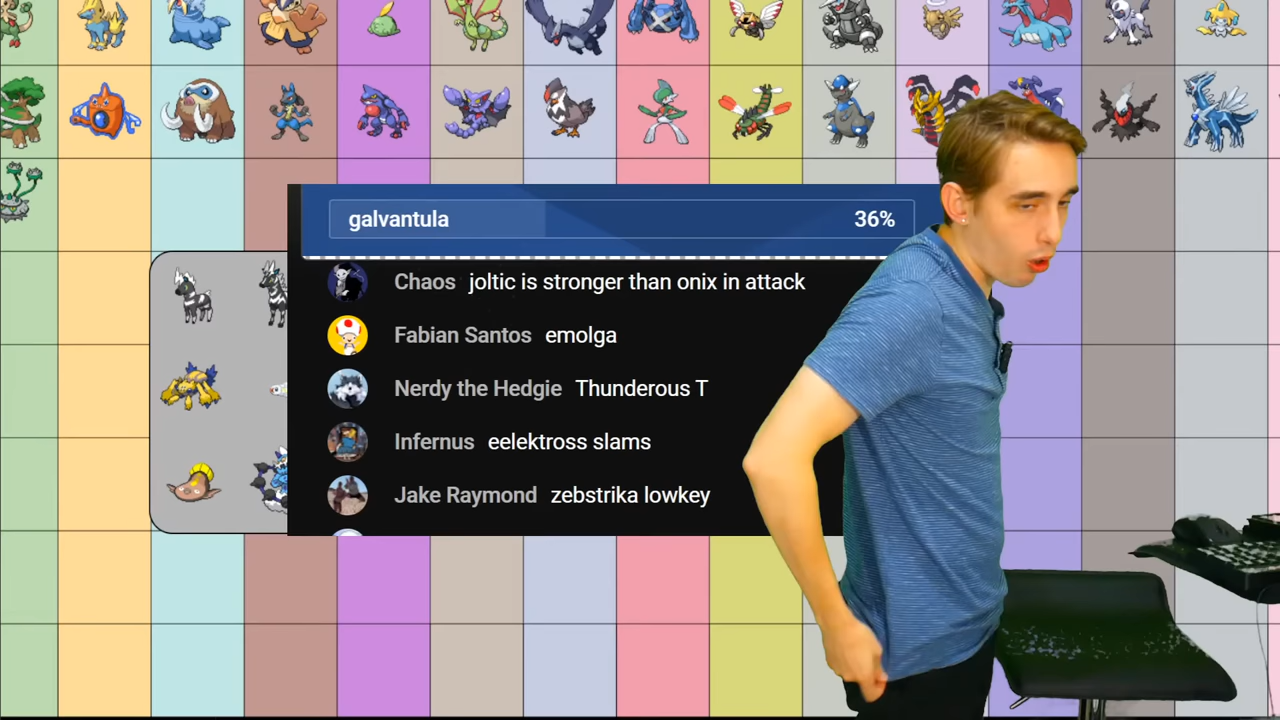 galvantula 36%
Chaos joltic is stronger than onix in attack
Fabian Santos emolga
Nerdy the Hedgie Thunderous T
Infernus eelektross slams
Jake Raymond zebstrika lowkey